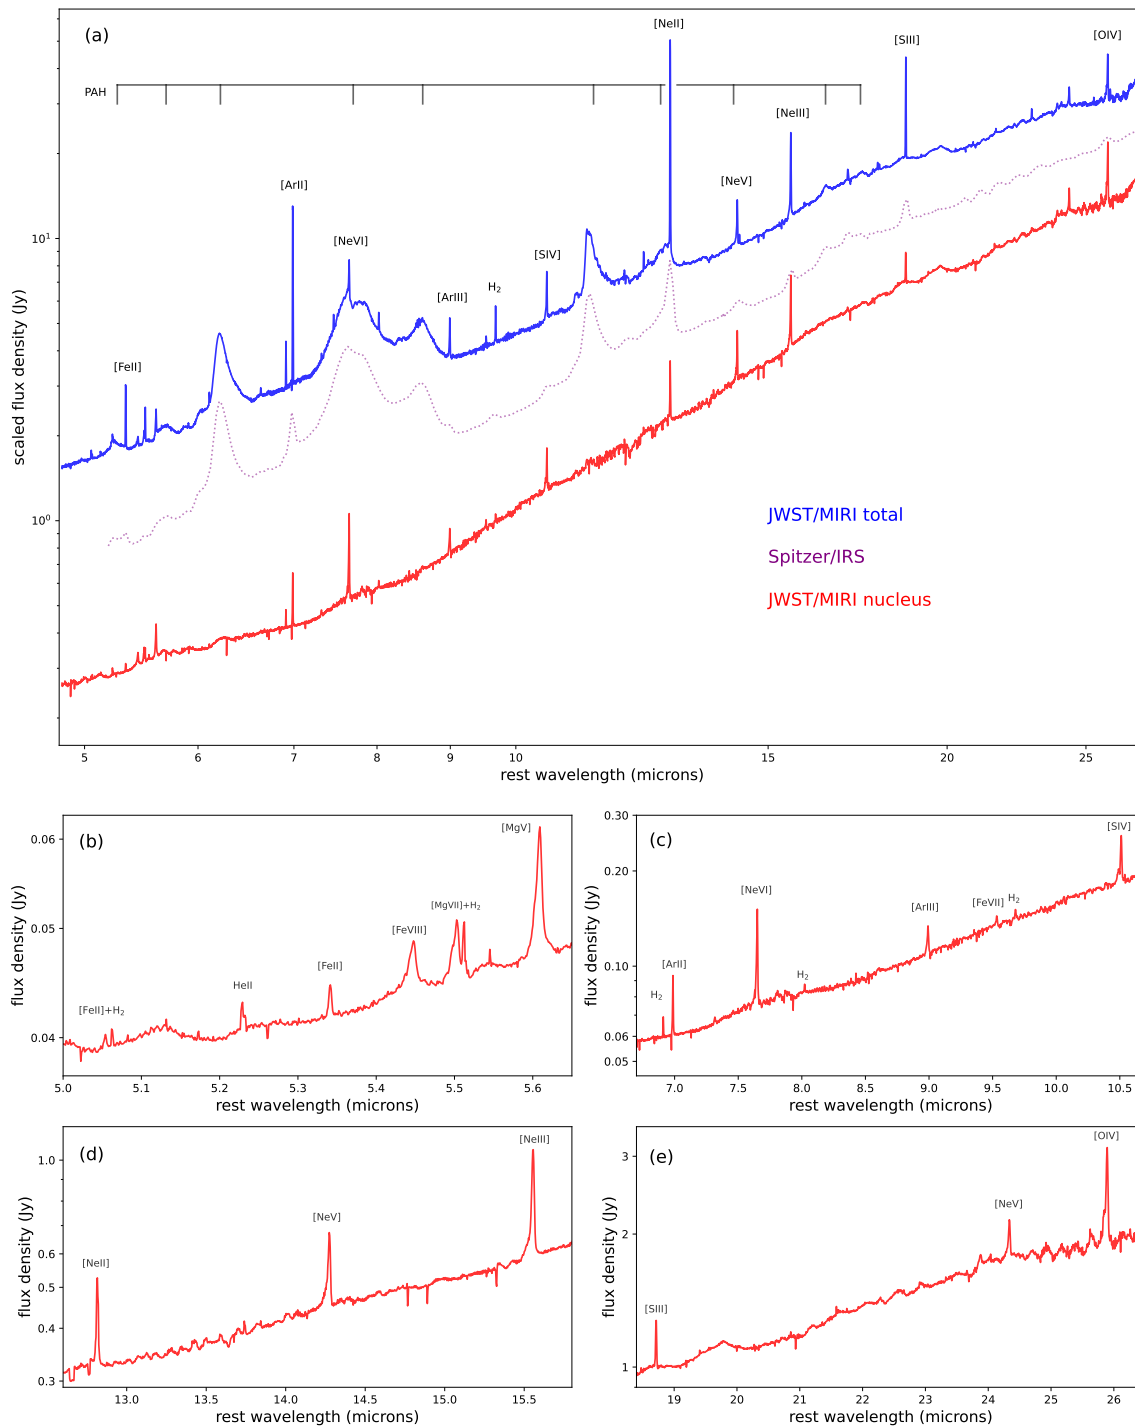 (a)
[NeII]
[SIII]
[OIV]
PAH
[NeIII]
[ArII]
[NeV]
[NeVI]
[SIV]
H2
[ArIII]
[FeII]
10¹
10⁰
scaled flux density (Jy)
JWST/MIRI total
Spitzer/IRS
JWST/MIRI nucleus
5 6 7 8 9 10 15 20 25
rest wavelength (microns)
(b)
[MgV]
[MgVII]+H2
[FeVIII]
[FeII]
HeII
[FeII]+H2
0.06
0.05
0.04
flux density (Jy)
5.0 5.1 5.2 5.3 5.4 5.5 5.6
rest wavelength (microns)
(c)
[SIV]
[NeVI]
[ArIII]
[FeVII]
H2
[ArII]
H2
H2
0.30
0.20
0.10
0.06
0.05
flux density (Jy)
7.0 7.5 8.0 8.5 9.0 9.5 10.0 10.5
rest wavelength (microns)
(d)
[NeIII]
[NeV]
[NeII]
1.0
0.6
0.5
0.4
0.3
flux density (Jy)
13.0 13.5 14.0 14.5 15.0 15.5
rest wavelength (microns)
(e)
[OIV]
[NeV]
[SIII]
3
2
1
flux density (Jy)
19 20 21 22 23 24 25 26
rest wavelength (microns)